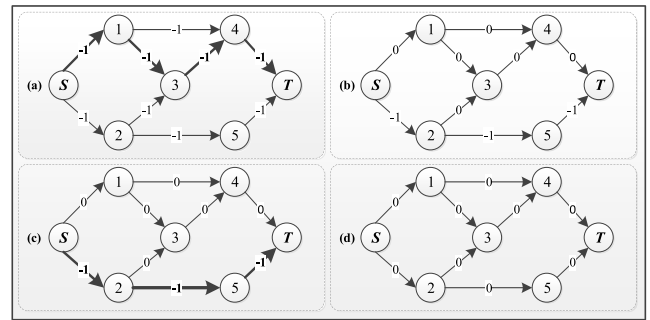 1 -1 4
-1 -1 -1 -1
(a) S 3 T
-1 -1 -1
2 -1 5
1 0 4
0 0 0 0
(b) S 3 T
-1 0 -1
2 -1 5
1 0 4
0 0 0 0
(c) S 3 T
-1 0 -1
2 -1 5
1 0 4
0 0 0 0
(d) S 3 T
0 0 0
2 0 5